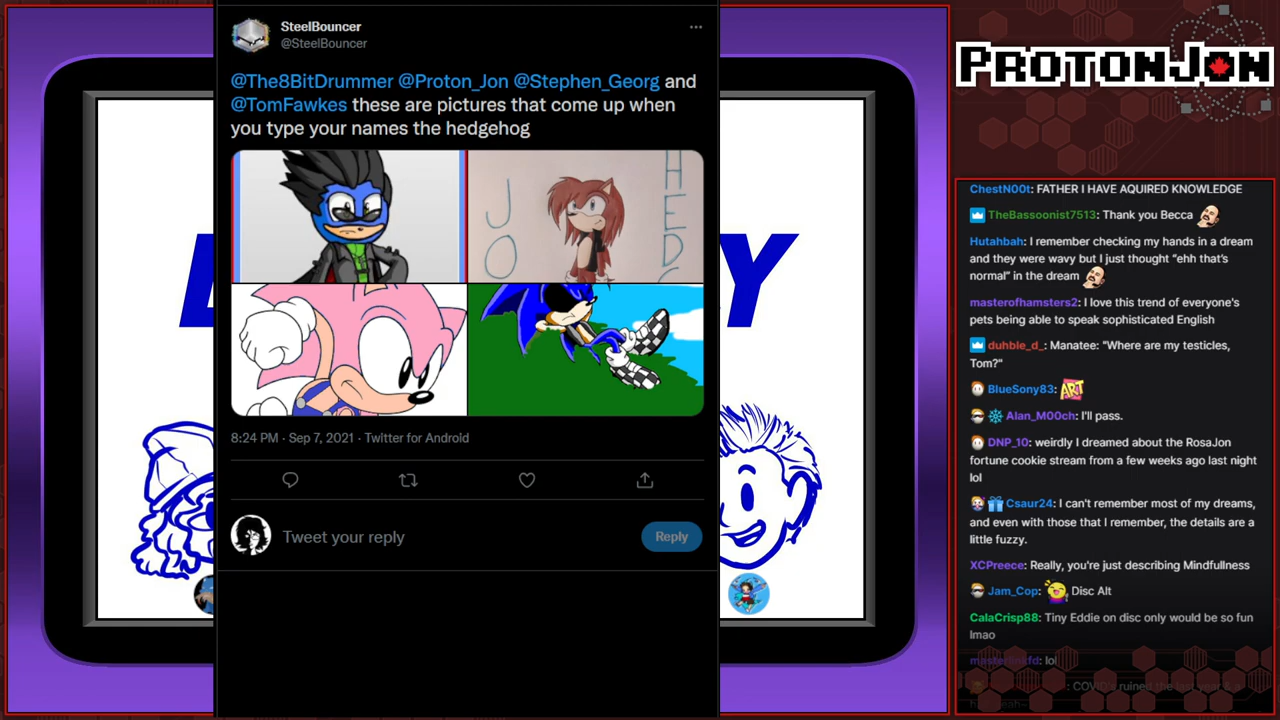 SteelBouncer
@SteelBouncer
@The8BitDrummer @Proton_Jon @Stephen_Georg and
@TomFawkes these are pictures that come up when
you type your names the hedgehog
J
O
H
E
D
8:24 PM · Sep 7, 2021 · Twitter for Android
Tweet your reply
Reply
Y
PROTONJON
ChestN00t: FATHER I HAVE AQUIRED KNOWLEDGE
TheBassoonist7513: Thank you Becca
Hutahbah: I remember checking my hands in a dream
and they were wavy but I just thought “ehh that’s
normal” in the dream
masterofhamsters2: I love this trend of everyone's
pets being able to speak sophisticated English
duhble_d_: Manatee: "Where are my testicles,
Tom?"
BlueSony83: ART
Alan_M00ch: I'll pass.
DNP_10: weirdly I dreamed about the RosaJon
fortune cookie stream from a few weeks ago last night
lol
Csaur24: I can't remember most of my dreams,
and even with those that I remember, the details are a
little fuzzy.
XCPreece: Really, you're just describing Mindfullness
Jam_Cop: Disc Alt
CalaCrisp88: Tiny Eddie on disc only would be so fun
lmao
lol
: COVID's ruined the last year &